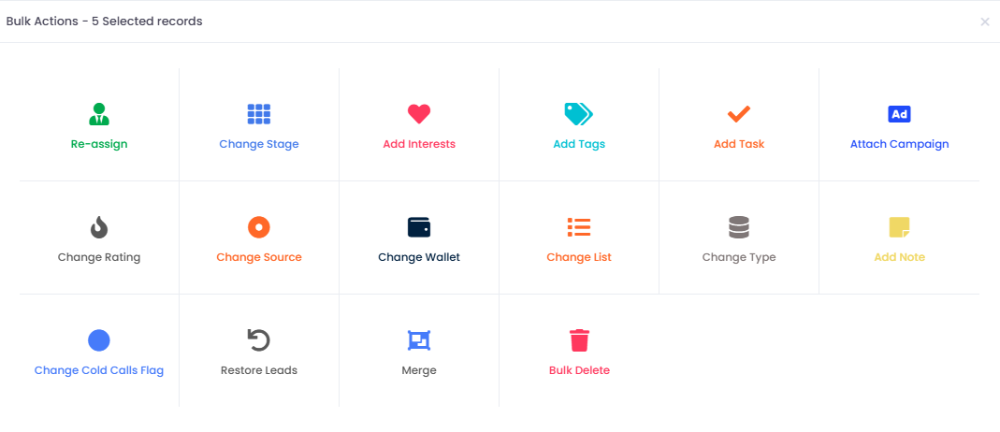 Bulk Actions - 5 Selected records
Re-assign
Change Stage
Add Interests
Add Tags
Add Task
Ad
Attach Campaign
Change Rating
Change Source
Change Wallet
Change List
Change Type
Add Note
Change Cold Calls Flag
Restore Leads
Merge
Bulk Delete